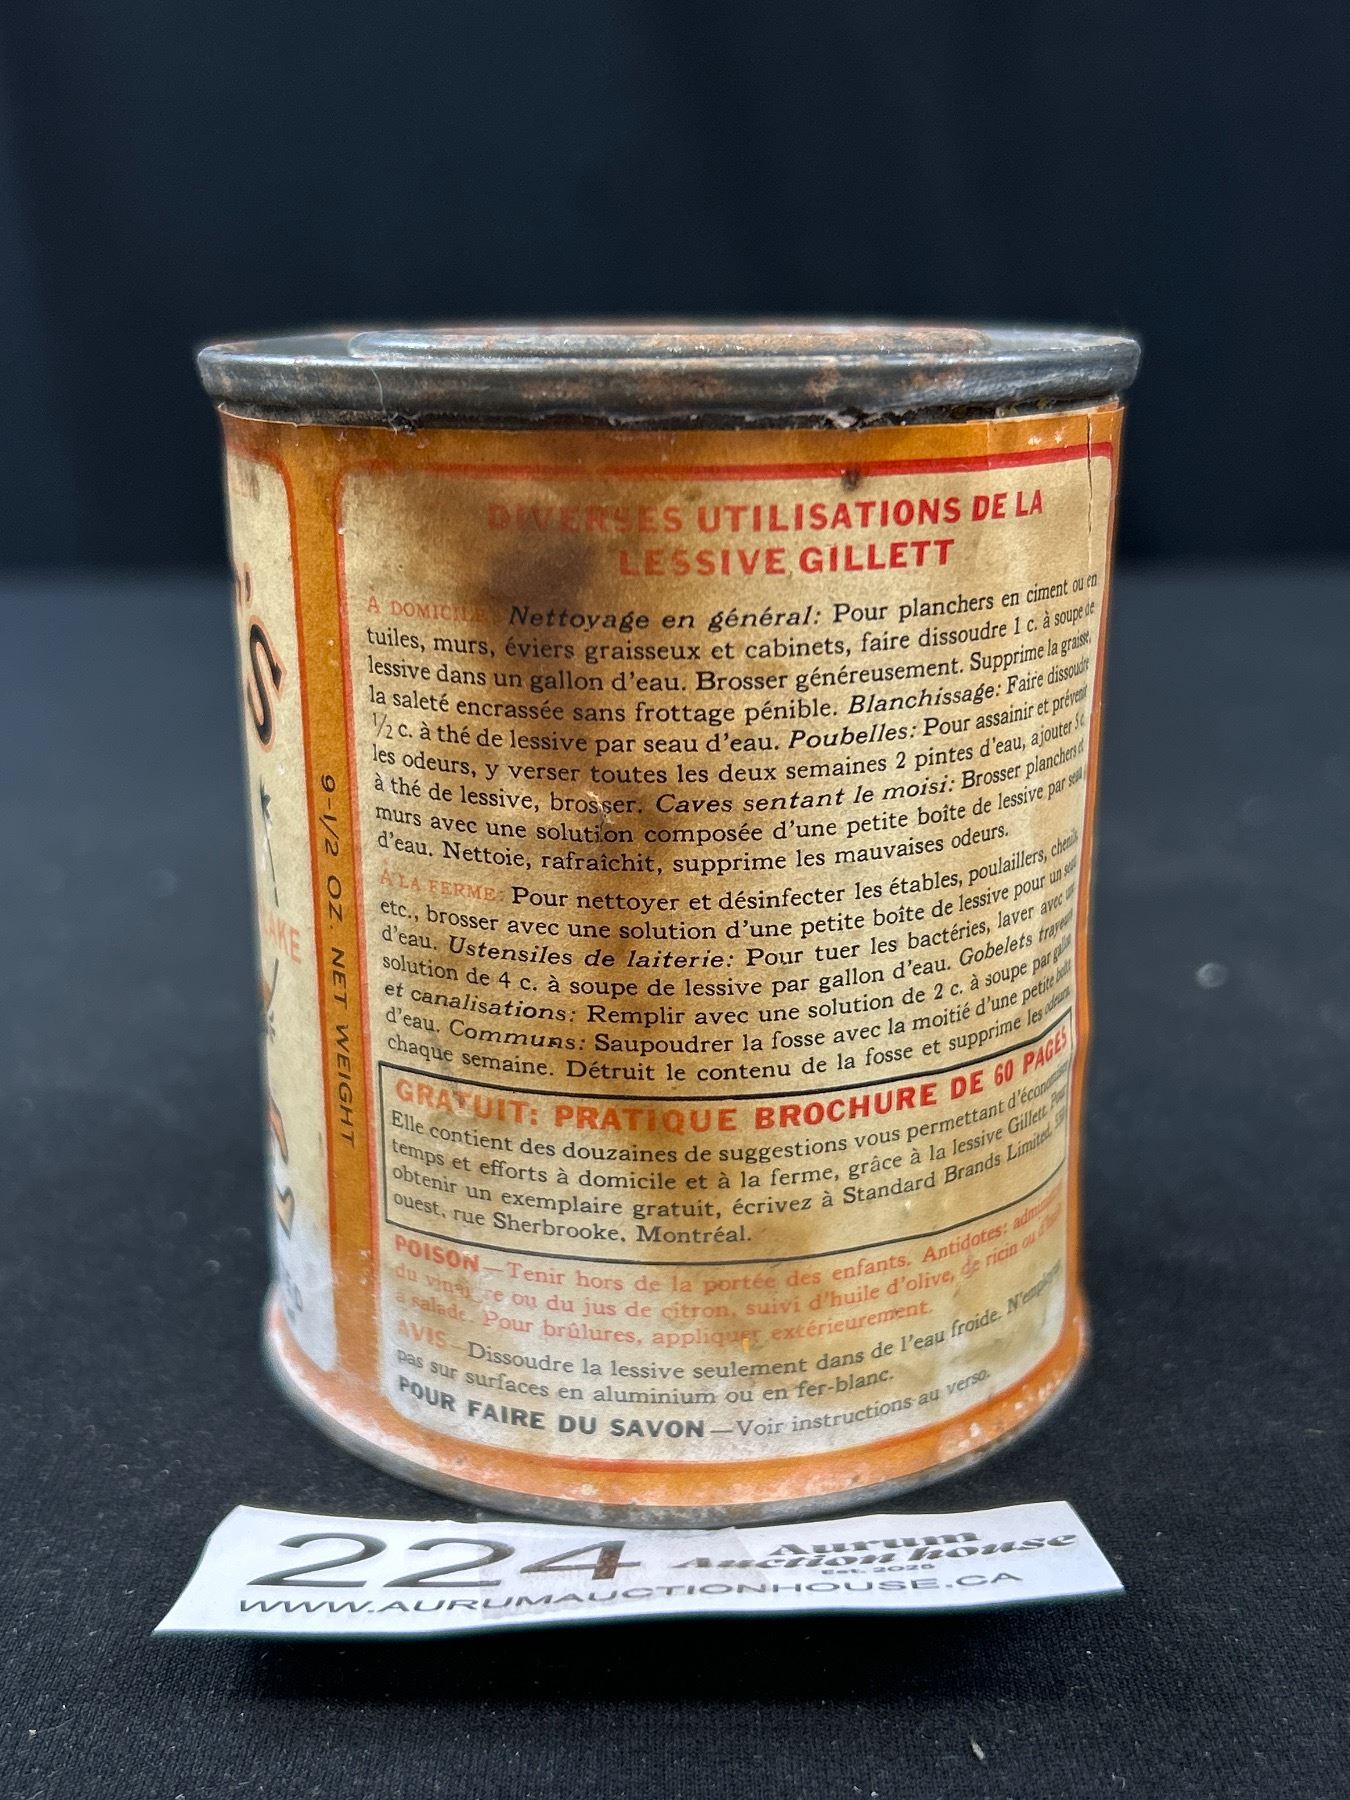 DIVERSES UTILISATIONS DE LA
LESSIVE GILLETT
À DOMICILE: Nettoyage en général: Pour planchers en ciment ou en
tuiles, murs, éviers graisseux et cabinets, faire dissoudre 1 c. à soupe de
lessive dans un gallon d'eau. Brosser généreusement. Supprime la graisse,
la saleté encrassée sans frottage pénible. Blanchissage: Faire dissoudre
1/2 c. à thé de lessive par seau d'eau. Poubelles: Pour assainir et prévenir
les odeurs, y verser toutes les deux semaines 2 pintes d'eau, ajouter 5 c.
à thé de lessive, brosser. Caves sentant le moisi: Brosser planchers et
murs avec une solution composée d'une petite boîte de lessive par seau
d'eau. Nettoie, rafraîchit, supprime les mauvaises odeurs.
À LA FERME: Pour nettoyer et désinfecter les étables, poulaillers, chenils
etc., brosser avec une solution d'une petite boîte de lessive pour un seau
d'eau. Ustensiles de laiterie: Pour tuer les bactéries, laver avec une
solution de 4 c. à soupe de lessive par gallon d'eau. Gobelets trayeurs
et canalisations: Remplir avec une solution de 2 c. à soupe par gallon
d'eau. Communs: Saupoudrer la fosse avec la moitié d'une petite boîte
chaque semaine. Détruit le contenu de la fosse et supprime les odeurs.
GRATUIT: PRATIQUE BROCHURE DE 60 PAGES
Elle contient des douzaines de suggestions vous permettant d'économiser
temps et efforts à domicile et à la ferme, grâce à la lessive Gillett. Pour
obtenir un exemplaire gratuit, écrivez à Standard Brands Limited, 550
ouest, rue Sherbrooke, Montréal.
POISON—Tenir hors de la portée des enfants. Antidotes:
du vinaigre ou du jus de citron, suivi d'huile d'olive, de ricin ou
à salade. Pour brûlures, appliquer extérieurement.
AVIS—Dissoudre la lessive seulement dans de l'eau froide. N'employer
pas sur surfaces en aluminium ou en fer-blanc.
POUR FAIRE DU SAVON—Voir instructions au verso.
9-1/2 OZ. NET WEIGHT
'S
224
Aurum
Auction house
Est. 2025
WWW.AURUMAUCTIONHOUSE.CA